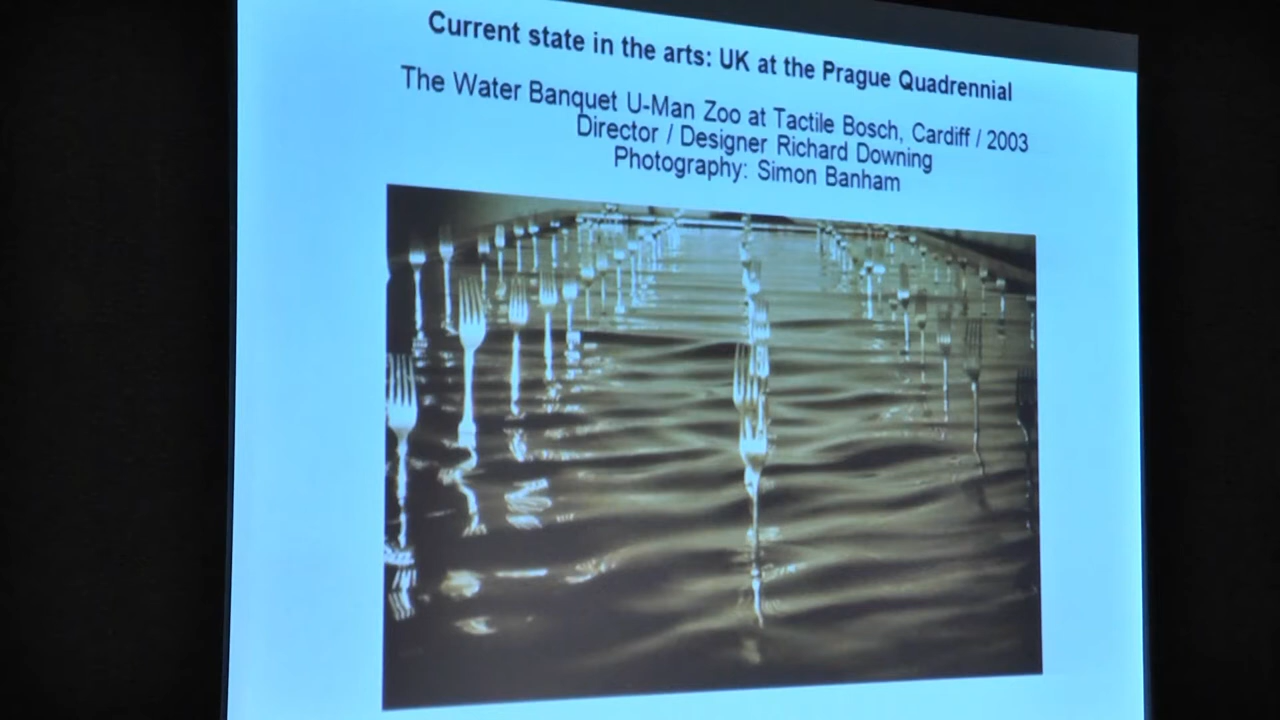 Current state in the arts: UK at the Prague Quadrennial
The Water Banquet U-Man Zoo at Tactile Bosch, Cardiff / 2003
Director / Designer Richard Downing
Photography: Simon Banham